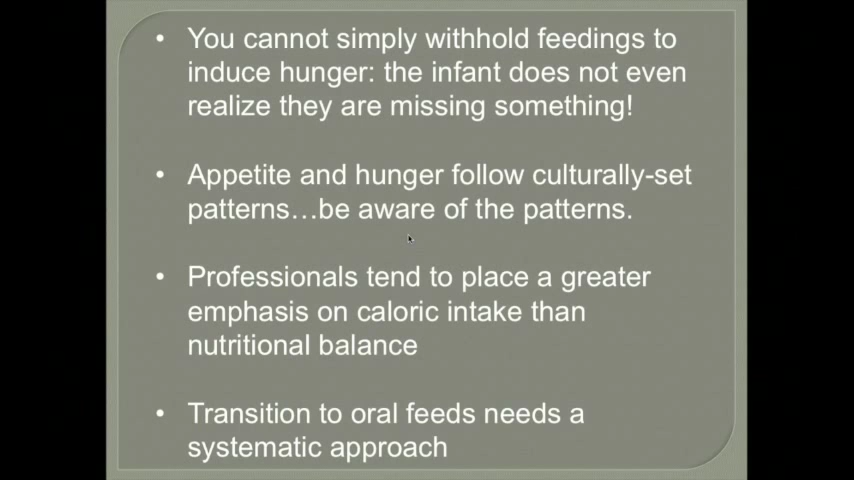 • You cannot simply withhold feedings to
induce hunger: the infant does not even
realize they are missing something!
• Appetite and hunger follow culturally-set
patterns…be aware of the patterns.
• Professionals tend to place a greater
emphasis on caloric intake than
nutritional balance
• Transition to oral feeds needs a
systematic approach